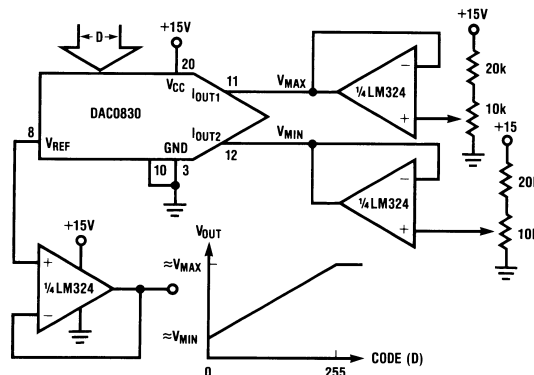 +15V
D
+15V
20
VCC
IOUT1
11
VMAX
−
¼ LM324
+
20k
10k
DAC0830
8
VREF
IOUT2
12
VMIN
GND
10
3
+15
−
¼ LM324
+
20k
+15V
+
¼ LM324
−
VOUT
≈VMAX
≈VMIN
0
255
CODE (D)